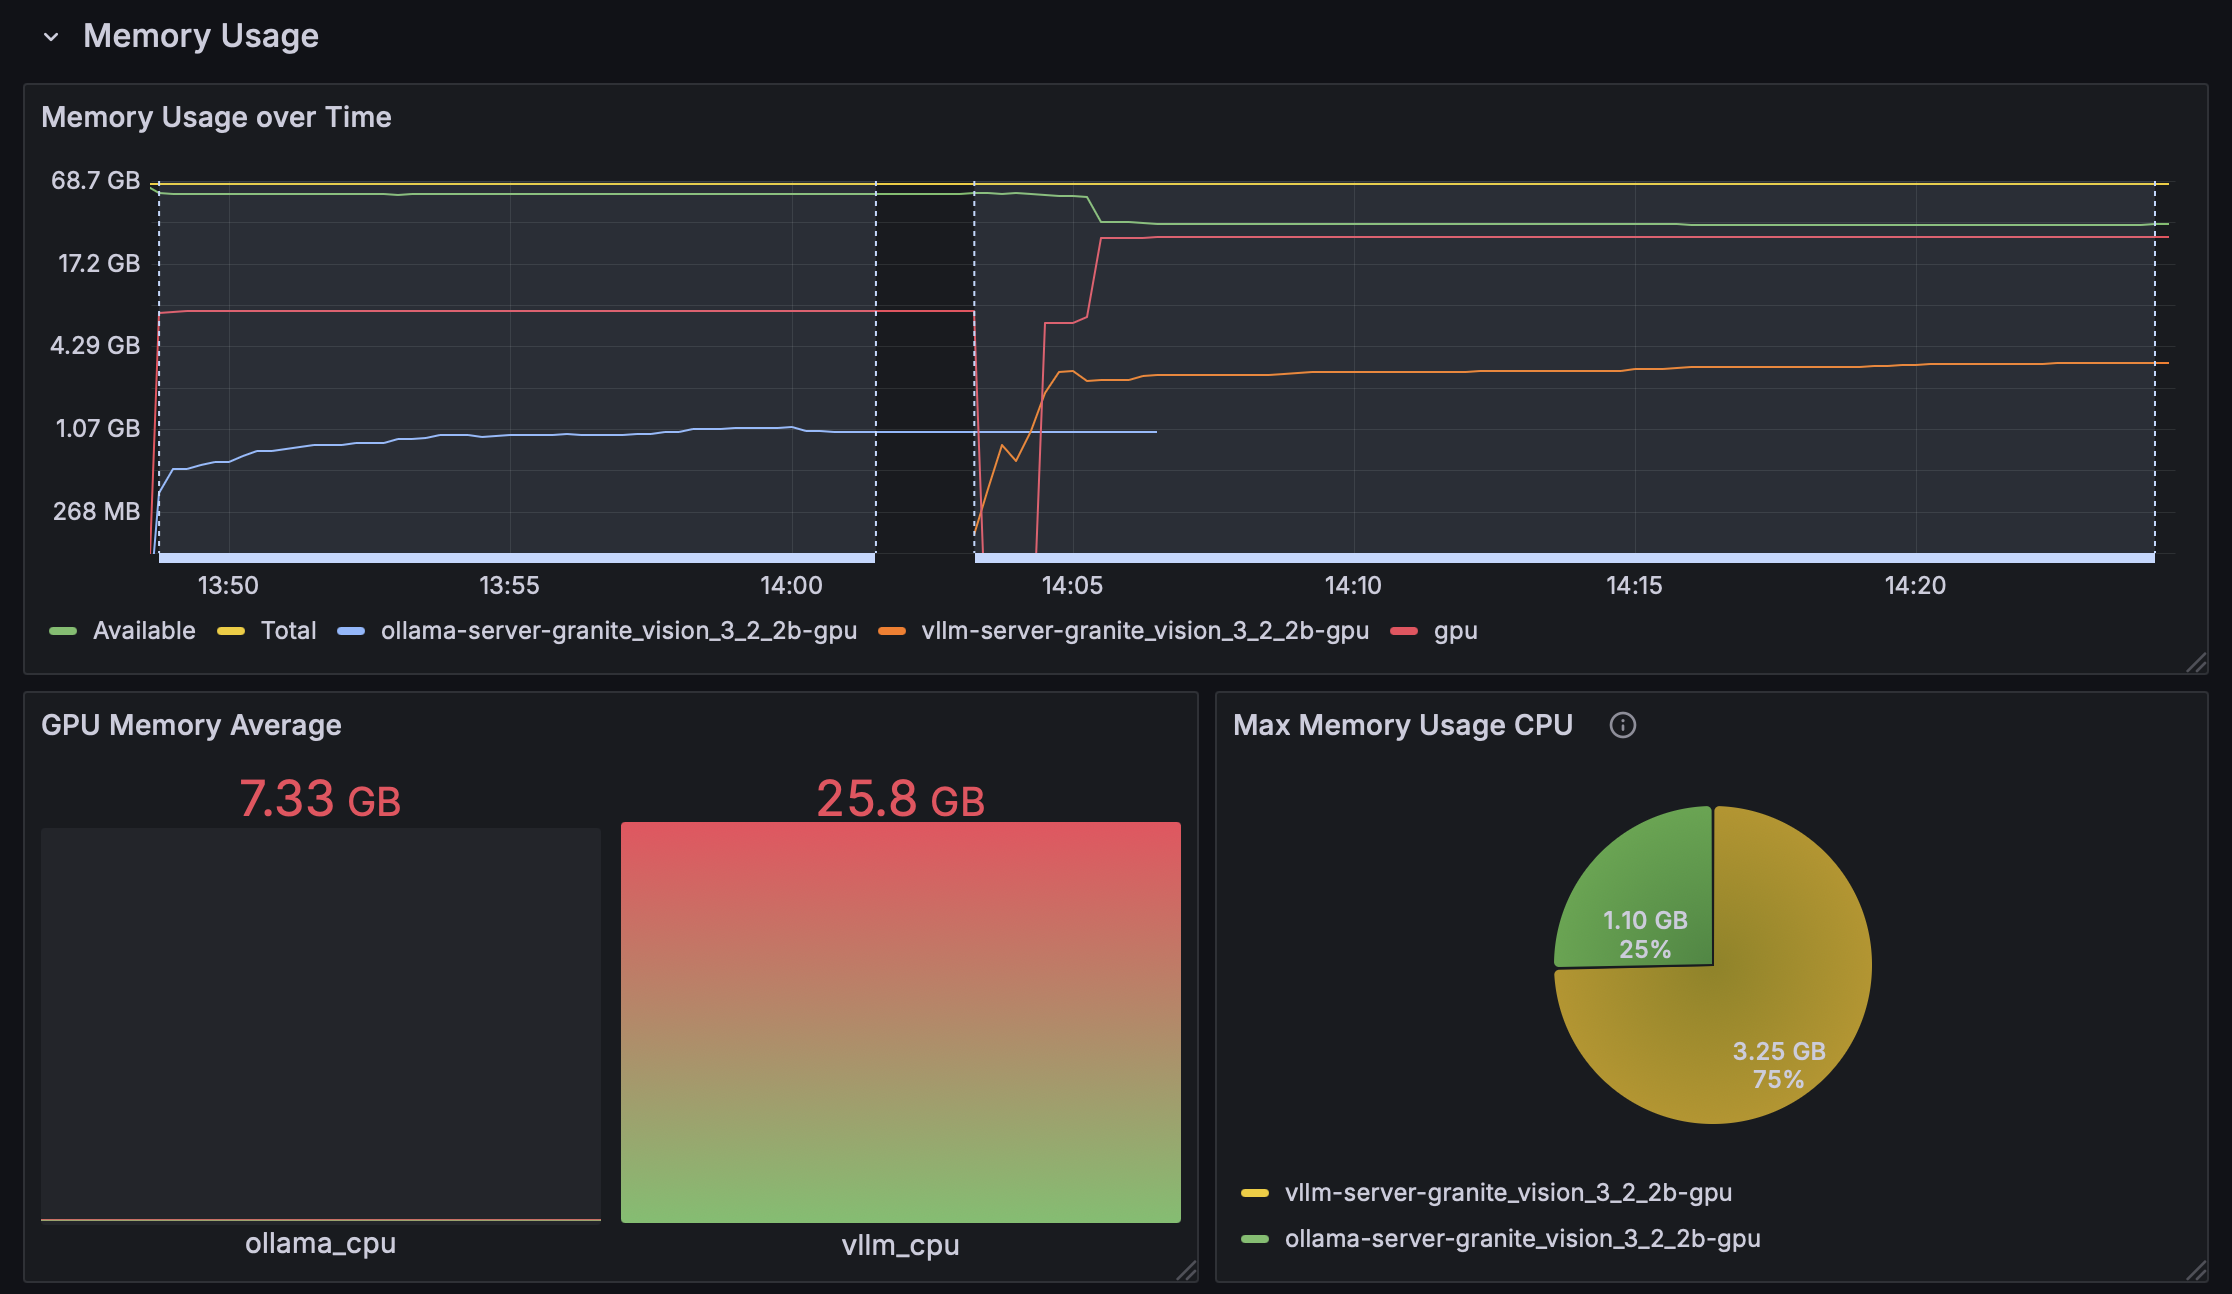 Memory Usage
Memory Usage over Time
68.7 GB
17.2 GB
4.29 GB
1.07 GB
268 MB
13:50 13:55 14:00 14:05 14:10 14:15 14:20
Available Total ollama-server-granite_vision_3_2_2b-gpu vllm-server-granite_vision_3_2_2b-gpu gpu
GPU Memory Average
7.33 GB 25.8 GB
ollama_cpu vllm_cpu
Max Memory Usage CPU
1.10 GB
25%
3.25 GB
75%
vllm-server-granite_vision_3_2_2b-gpu
ollama-server-granite_vision_3_2_2b-gpu